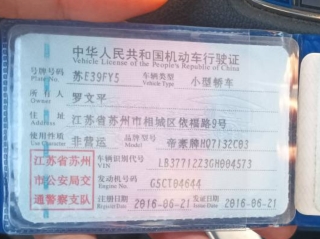 中华人民共和国机动车行驶证
Vehicle License of the People's Republic of China
号牌号码 苏E39FY5 车辆类型 小型轿车
Plate No. Vehicle Type
所有人 罗文平
Owner
住址 江苏省苏州市相城区依福路9号
Address
使用性质 非营运 品牌型号 帝豪牌HQ7132C03
Use Character Model
江苏省苏州
市公安局交
通警察支队
车辆识别代号 LB37712Z3GH004573
VIN
发动机号码 G5CT04644
Engine No.
注册日期 2016-06-21 发证日期 2016-06-21
Register Date Issue Date